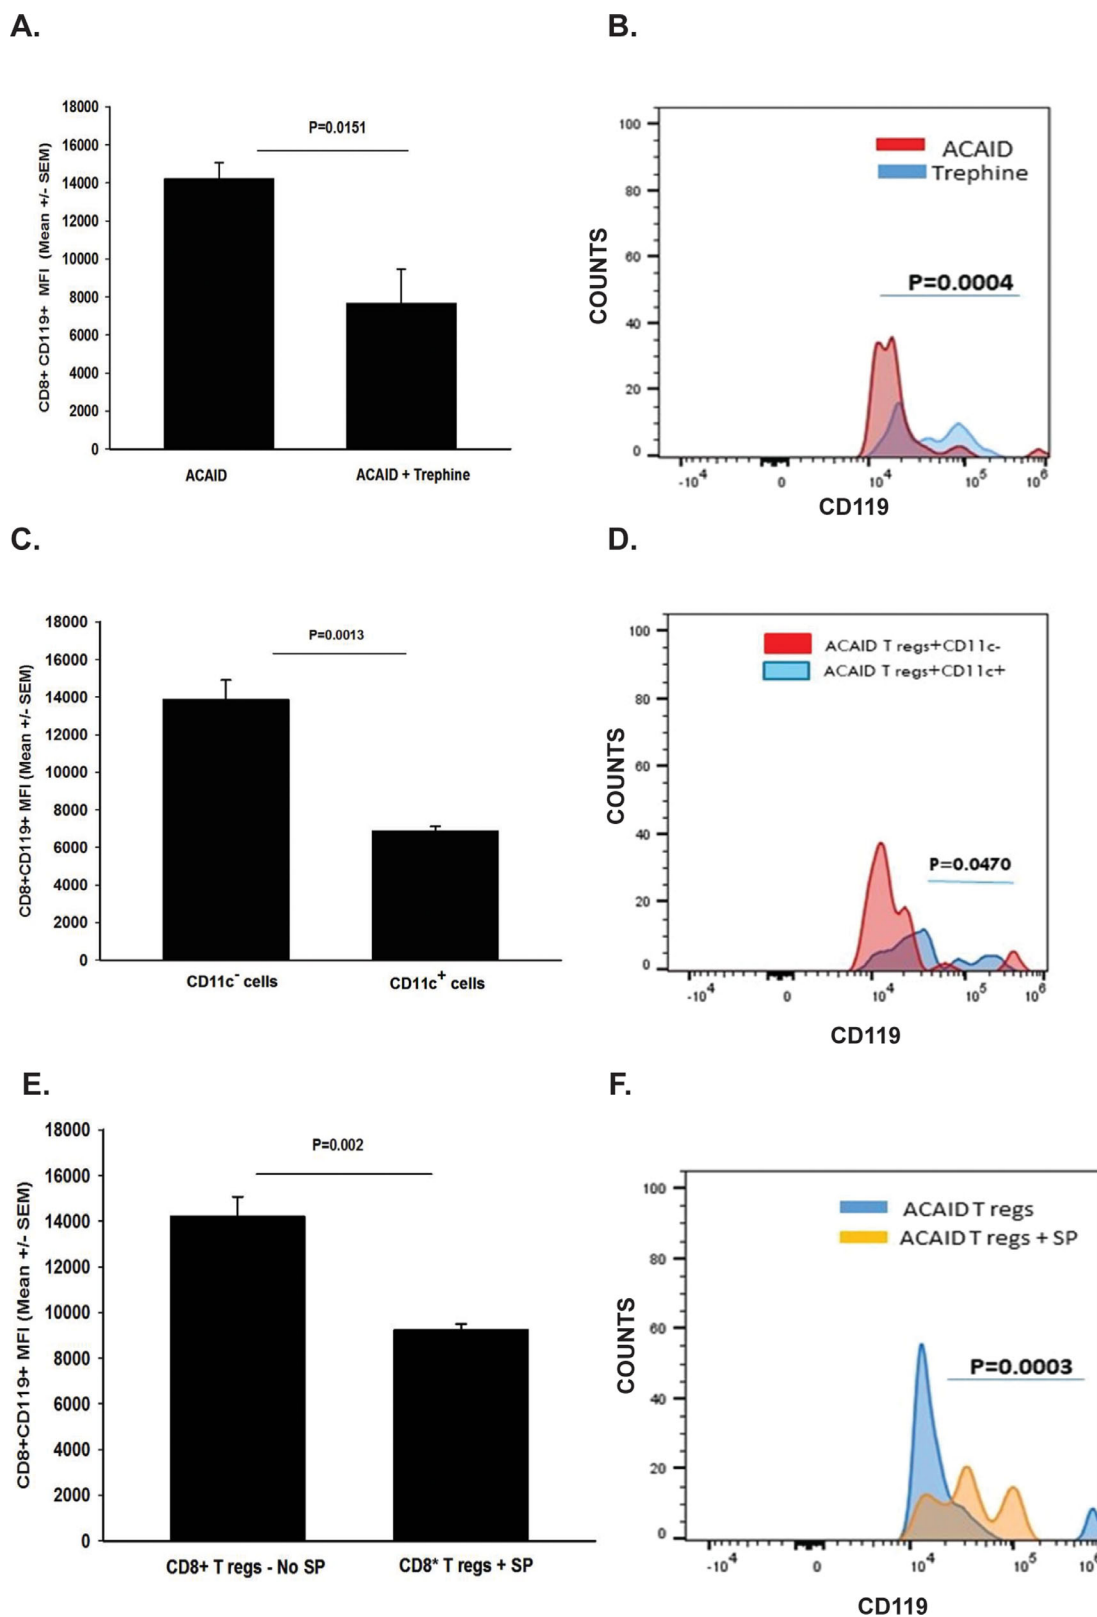 A.
18000
16000
14000
12000
10000
8000
6000
4000
2000
0
CD8+ CD119+ MFI (Mean +/- SEM)
P=0.0151
ACAID
ACAID + Trephine
B.
100
80
60
40
20
0
COUNTS
ACAID
Trephine
P=0.0004
-10^4
0
10^4
10^5
10^6
CD119
C.
18000
16000
14000
12000
10000
8000
6000
4000
2000
0
CD8+CD119+ MFI (Mean +/- SEM)
P=0.0013
CD11c^- cells
CD11c^+ cells
D.
100
80
60
40
20
0
COUNTS
ACAID T regs+CD11c-
ACAID T regs+CD11c+
P=0.0470
-10^4
0
10^4
10^5
10^6
CD119
E.
18000
16000
14000
12000
10000
8000
6000
4000
2000
0
CD8+CD119+ MFI (Mean +/- SEM)
P=0.002
CD8+ T regs - No SP
CD8* T regs + SP
F.
100
80
60
40
20
0
COUNTS
ACAID T regs
ACAID T regs + SP
P=0.0003
-10^4
0
10^4
10^5
CD119